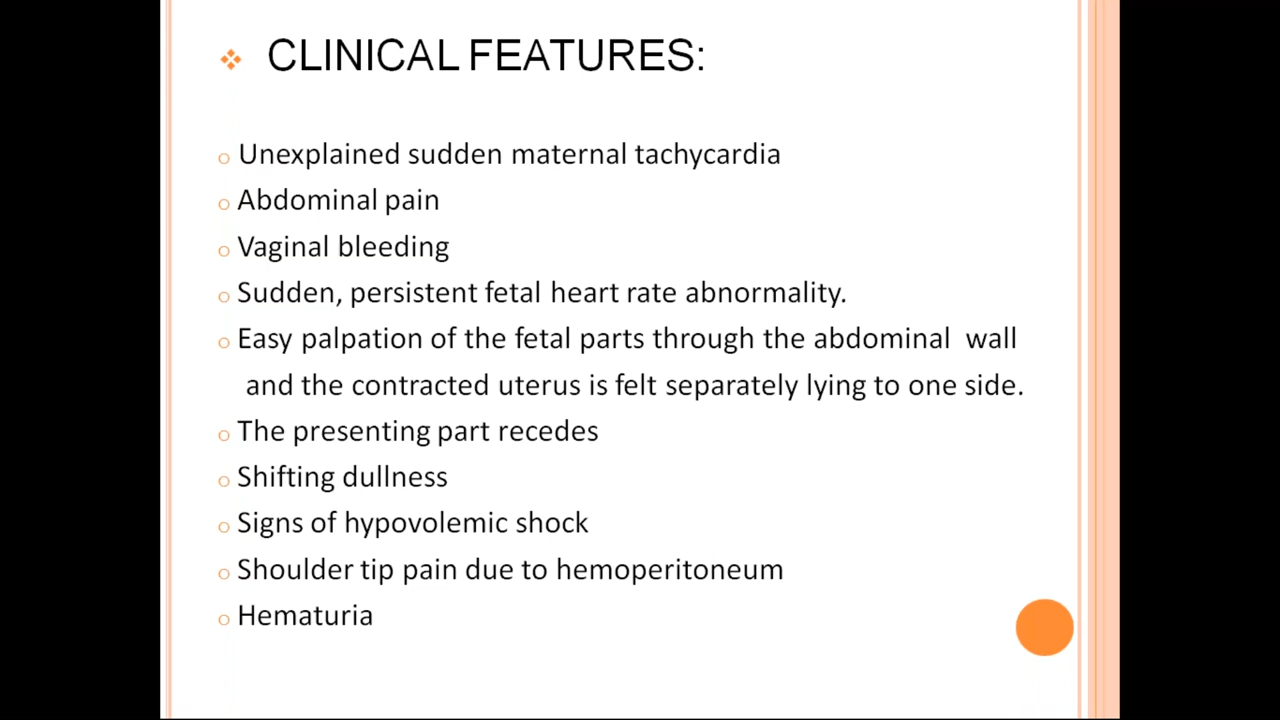 CLINICAL FEATURES:
Unexplained sudden maternal tachycardia
Abdominal pain
Vaginal bleeding
Sudden, persistent fetal heart rate abnormality.
Easy palpation of the fetal parts through the abdominal wall
and the contracted uterus is felt separately lying to one side.
The presenting part recedes
Shifting dullness
Signs of hypovolemic shock
Shoulder tip pain due to hemoperitoneum
Hematuria